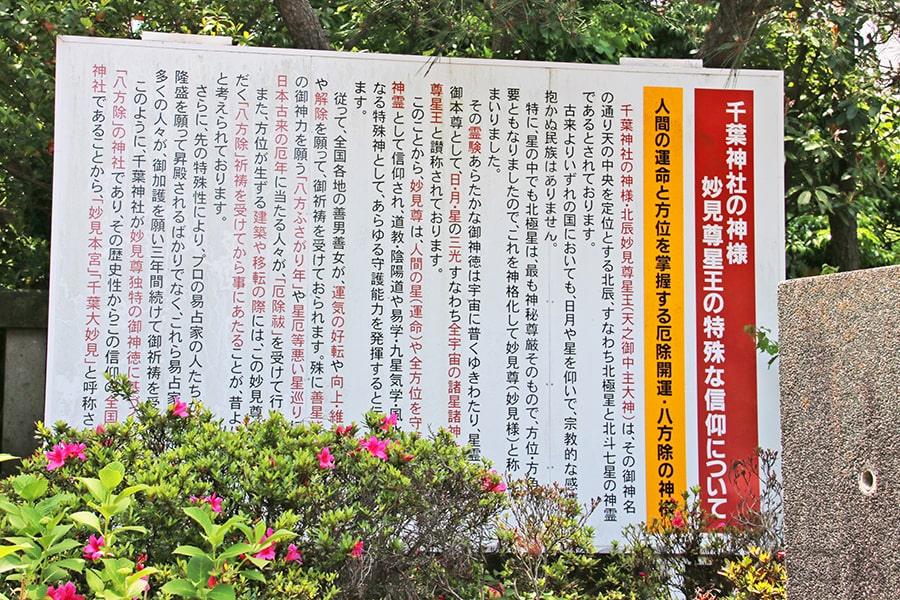 千葉神社の神様
妙見尊星王の特殊な信仰について
人間の運命と方位を掌握する厄除開運・八方除の神様
千葉神社の神様・北辰妙見尊星王(天之御中主大神)は、その御神名
の通り天の中央を定位とする北辰、すなわち北極星と北斗七星の神霊
であるとされております。
古来よりいずれの国においても、日月や星を仰いで、宗教的な感
抱かぬ民族はありません。
特に星の中でも北極星は、最も神秘尊厳そのもので、方位・方角
要ともなりましたので、これを神格化して妙見尊(妙見様)と称
まいりました。
その霊験あらたかな御神徳は宇宙に普くゆきわたり、星霊
御本尊として日・月・星の三光すなわち全宇宙の諸星諸神
尊星王と讃称されております。
このことから、妙見尊は、人間の星(運命)や全方位を守
神霊として信仰され、道教・陰陽道や易学・九星気学・風
なる特殊神として、あらゆる守護能力を発揮すると言
ます。
従って、全国各地の善男善女が、運気の好転や向上・維
や解除を願って、御祈祷を受けておられます。殊に善星
の御神力を願う「八方ふさがり年」や星厄等悪い星巡り
日本古来の厄年に当たる人々が、「厄除祓」を受けて行
また、方位が生ずる建築や移転の際には、この妙見尊
だく「八方除」祈祷を受けてから事にあたることが、昔よ
と考えられております。
さらに、先の特殊性により、プロの易占家の人たち
隆盛を願って昇殿されるばかりでなく、これら易占家
多くの人々が、御加護を願い三年間続けて御祈祷を受
このように、千葉神社が妙見尊独特の御神徳に基づく
「八方除」の神社であり、その歴史性からこの信仰の全国
神社であることから、「妙見本宮」「千葉大妙見」と呼称さ